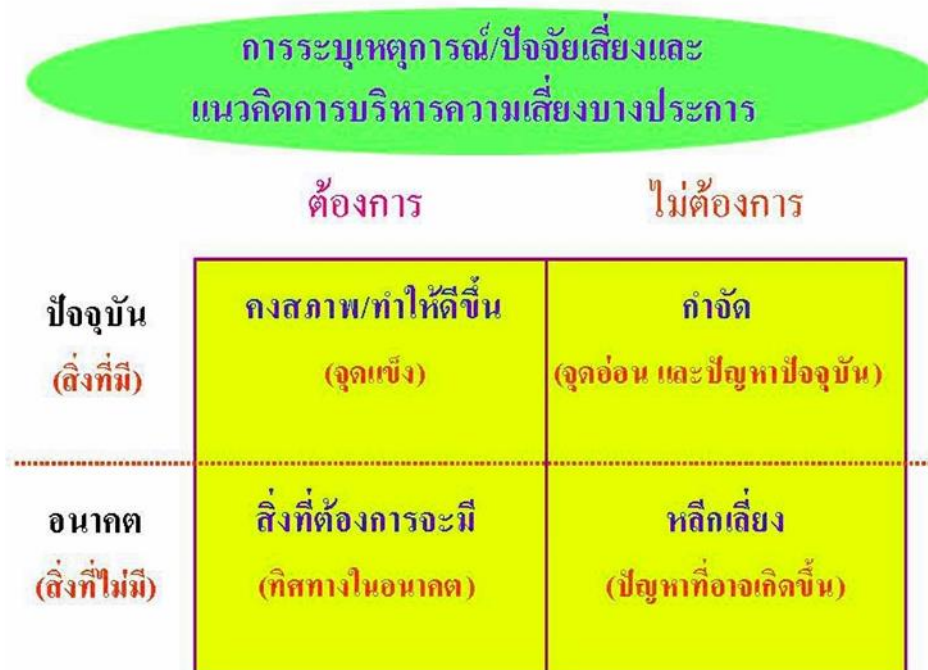 การระบุเหตุการณ์/ปัจจัยเสี่ยงและ
แนวคิดการบริหารความเสี่ยงบางประการ
ต้องการ ไม่ต้องการ
ปัจจุบัน คงสภาพ/ทำให้ดีขึ้น กำจัด
(สิ่งที่มี) (จุดแข็ง) (จุดอ่อน และปัญหาปัจจุบัน)
อนาคต สิ่งที่ต้องการจะมี หลีกเลี่ยง
(สิ่งที่ไม่มี) (ทิศทางในอนาคต) (ปัญหาที่อาจเกิดขึ้น)